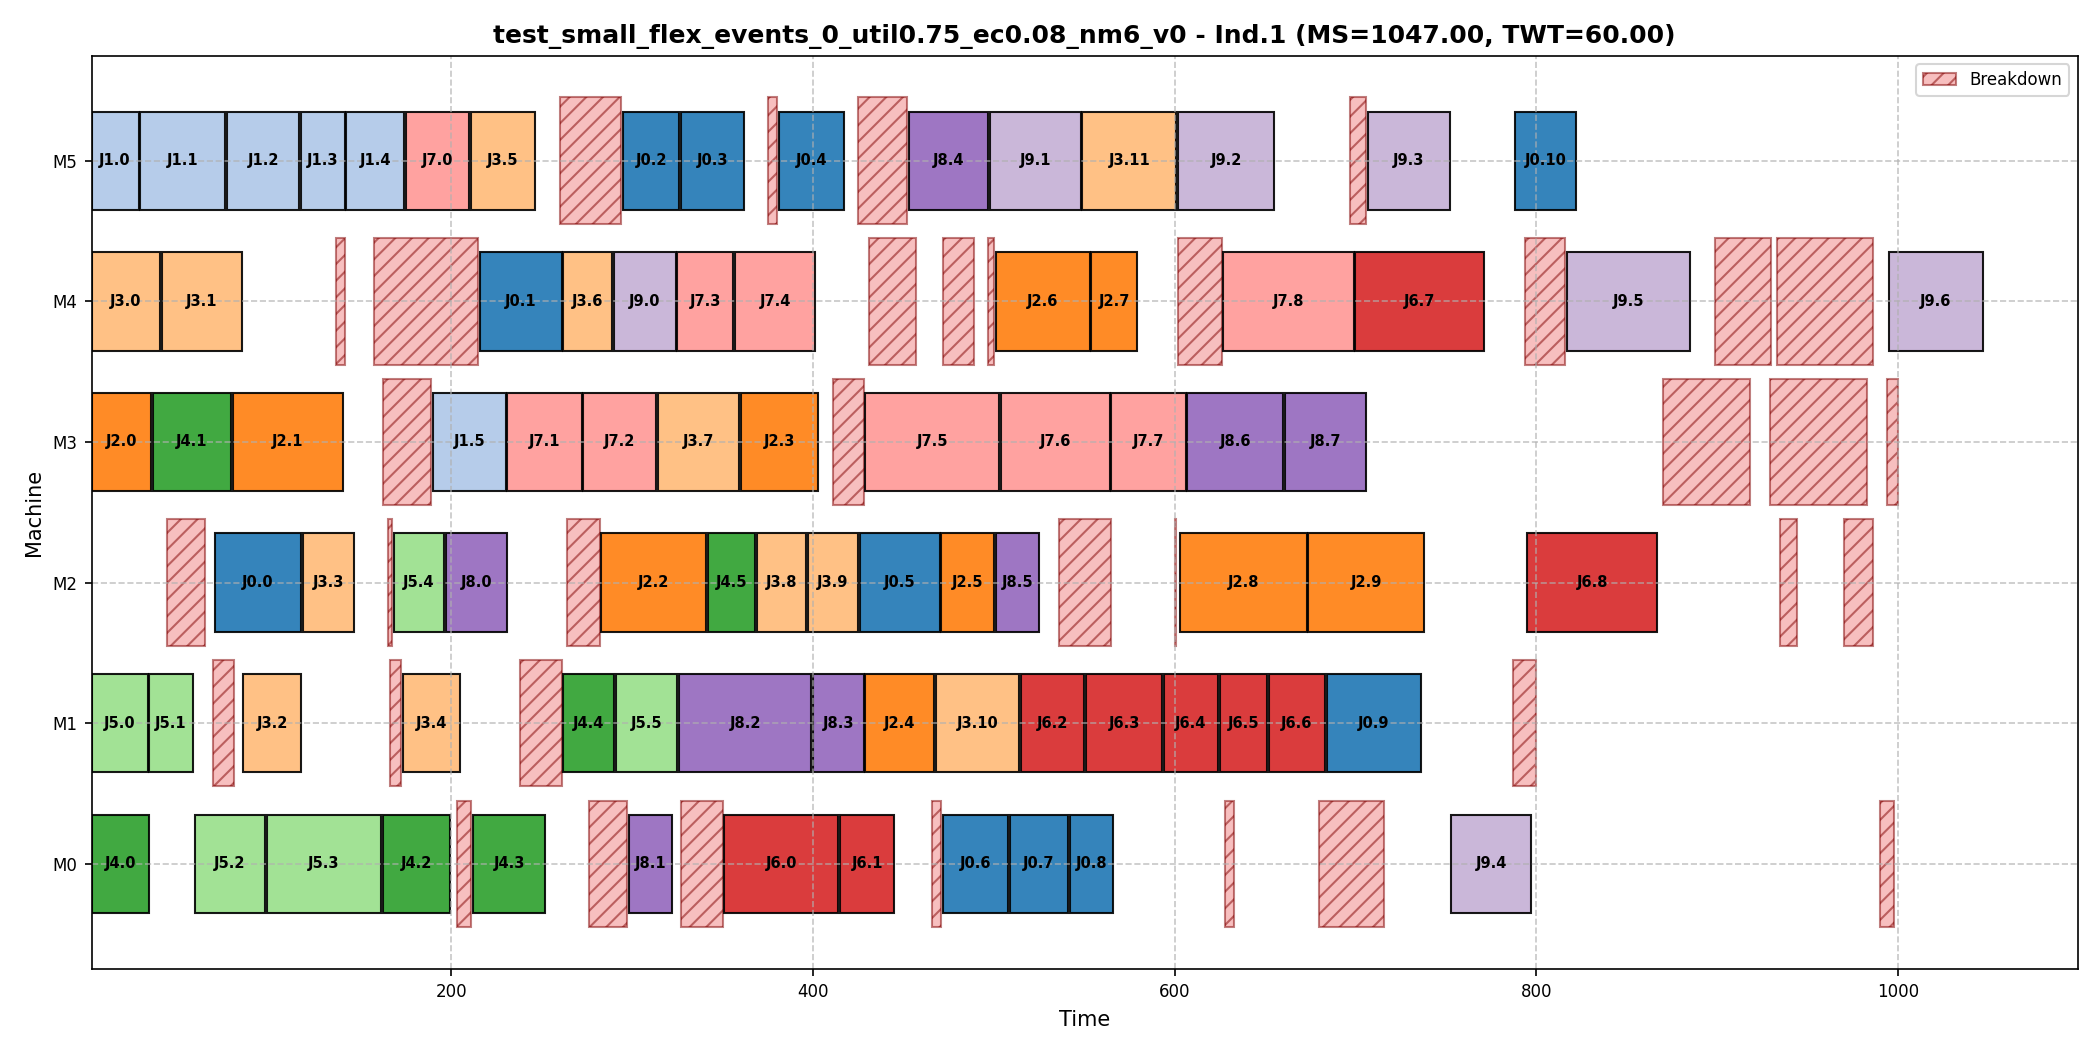 test_small_flex_events_0_util0.75_ec0.08_nm6_v0 - Ind.1 (MS=1047.00, TWT=60.00)
Breakdown
M5 J1.0 J1.1 J1.2 J1.3 J1.4 J7.0 J3.5 J0.2 J0.3 J0.4 J8.4 J9.1 J3.11 J9.2 J9.3 J0.10
M4 J3.0 J3.1 J0.1 J3.6 J9.0 J7.3 J7.4 J2.6 J2.7 J7.8 J6.7 J9.5 J9.6
M3 J2.0 J4.1 J2.1 J1.5 J7.1 J7.2 J3.7 J2.3 J7.5 J7.6 J7.7 J8.6 J8.7
Machine
M2 J0.0 J3.3 J5.4 J8.0 J2.2 J4.5 J3.8 J3.9 J0.5 J2.5 J8.5 J2.8 J2.9 J6.8
M1 J5.0 J5.1 J3.2 J3.4 J4.4 J5.5 J8.2 J8.3 J2.4 J3.10 J6.2 J6.3 J6.4 J6.5 J6.6 J0.9
M0 J4.0 J5.2 J5.3 J4.2 J4.3 J8.1 J6.0 J6.1 J0.6 J0.7 J0.8 J9.4
200 400 600 800 1000
Time